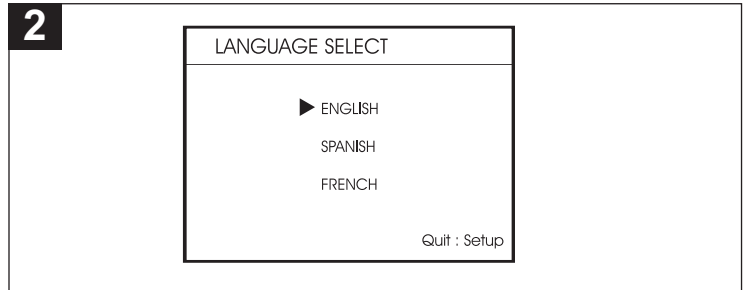 2
LANGUAGE SELECT
▶ ENGLISH
SPANISH
FRENCH
Quit : Setup